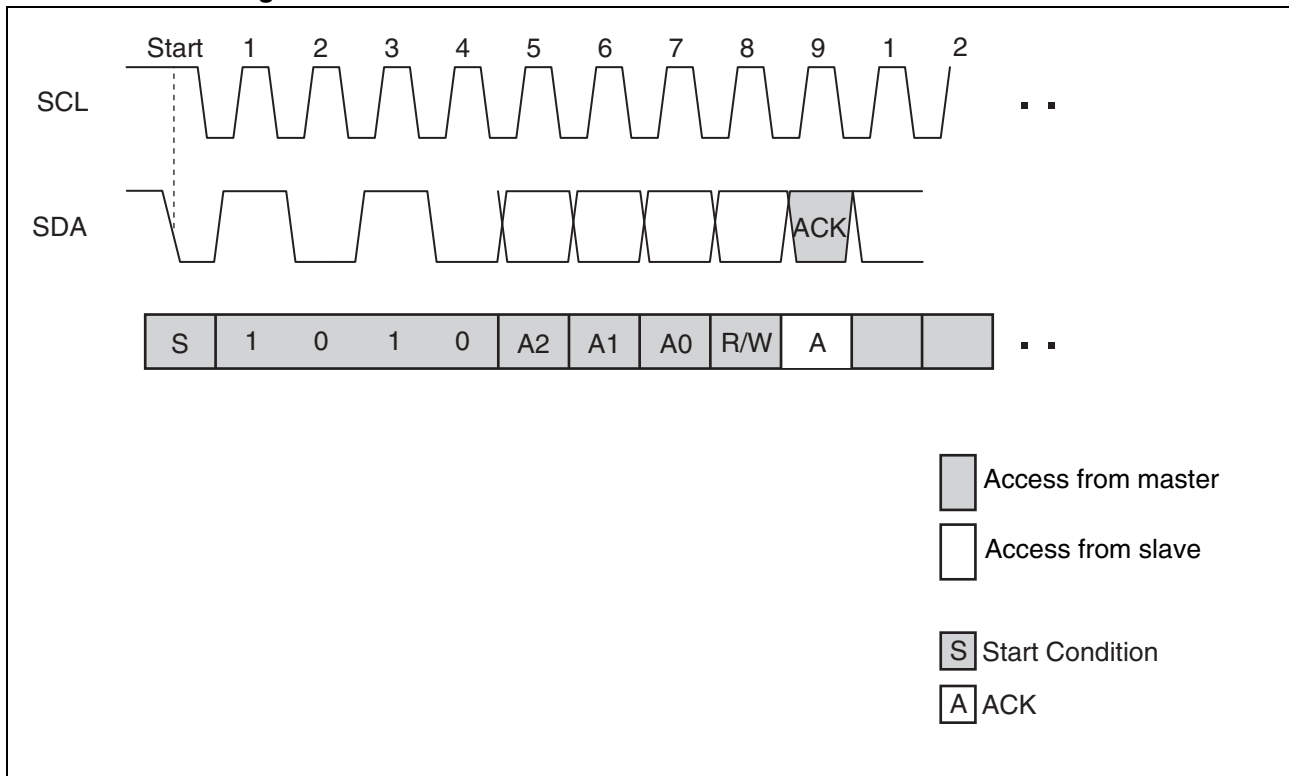 Start 1 2 3 4 5 6 7 8 9 1 2
SCL
SDA
ACK
S 1 0 1 0 A2 A1 A0 R/W A
Access from master
Access from slave
S Start Condition
A ACK